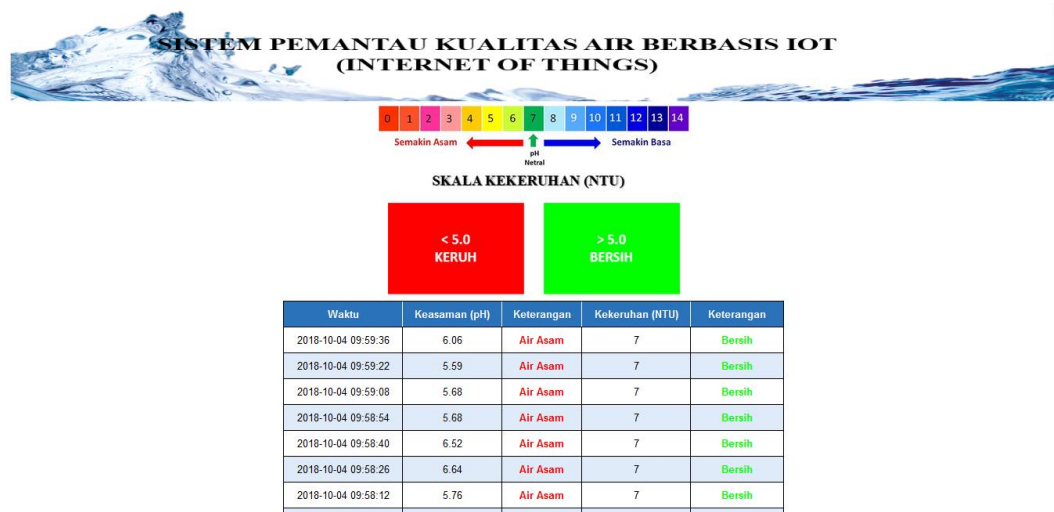 SISTEM PEMANTAU KUALITAS AIR BERBASIS IOT
(INTERNET OF THINGS)
0 1 2 3 4 5 6 7 8 9 10 11 12 13 14
Semakin Asam Semakin Basa
pH
Netral
SKALA KEKERUHAN (NTU)
< 5.0 > 5.0
KERUH BERSIH
Waktu Keasaman (pH) Keterangan Kekeruhan (NTU) Keterangan
2018-10-04 09:59:36 6.06 Air Asam 7 Bersih
2018-10-04 09:59:22 5.59 Air Asam 7 Bersih
2018-10-04 09:59:08 5.68 Air Asam 7 Bersih
2018-10-04 09:58:54 5.68 Air Asam 7 Bersih
2018-10-04 09:58:40 6.52 Air Asam 7 Bersih
2018-10-04 09:58:26 6.64 Air Asam 7 Bersih
2018-10-04 09:58:12 5.76 Air Asam 7 Bersih